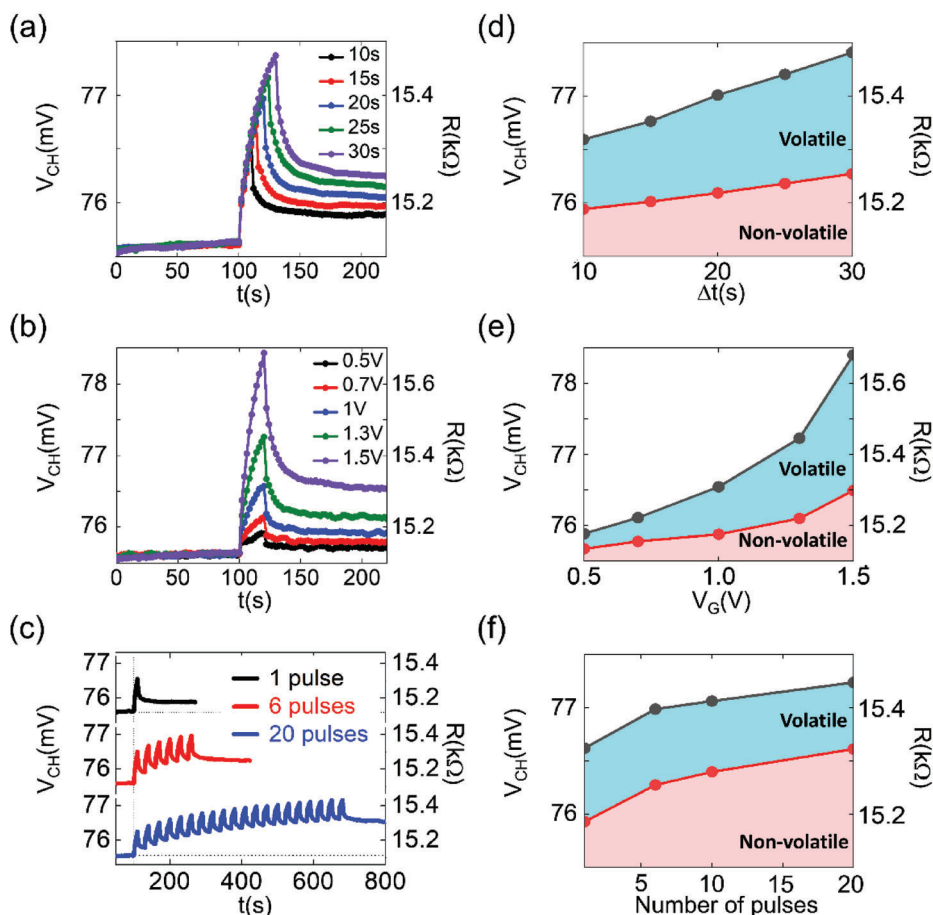 (a)
V_CH(mV)
77
76
10s
15s
20s
25s
30s
15.4
15.2
R(kΩ)
0 50 100 150 200
t(s)
(d)
V_CH(mV)
77
76
Volatile
Non-volatile
15.4
15.2
R(kΩ)
10 20 30
Δt(s)
(b)
V_CH(mV)
78
77
76
0.5V
0.7V
1V
1.3V
1.5V
15.6
15.4
15.2
R(kΩ)
0 50 100 150 200
t(s)
(e)
V_CH(mV)
78
77
76
Volatile
Non-volatile
15.6
15.4
15.2
R(kΩ)
0.5 1.0 1.5
V_G(V)
(c)
V_CH(mV)
77
76
77
76
77
76
1 pulse
6 pulses
20 pulses
15.4
15.2
15.4
15.2
15.4
15.2
R(kΩ)
200 400 600 800
t(s)
(f)
V_CH(mV)
77
76
Volatile
Non-volatile
15.4
15.2
R(kΩ)
5 10 15 20
Number of pulses